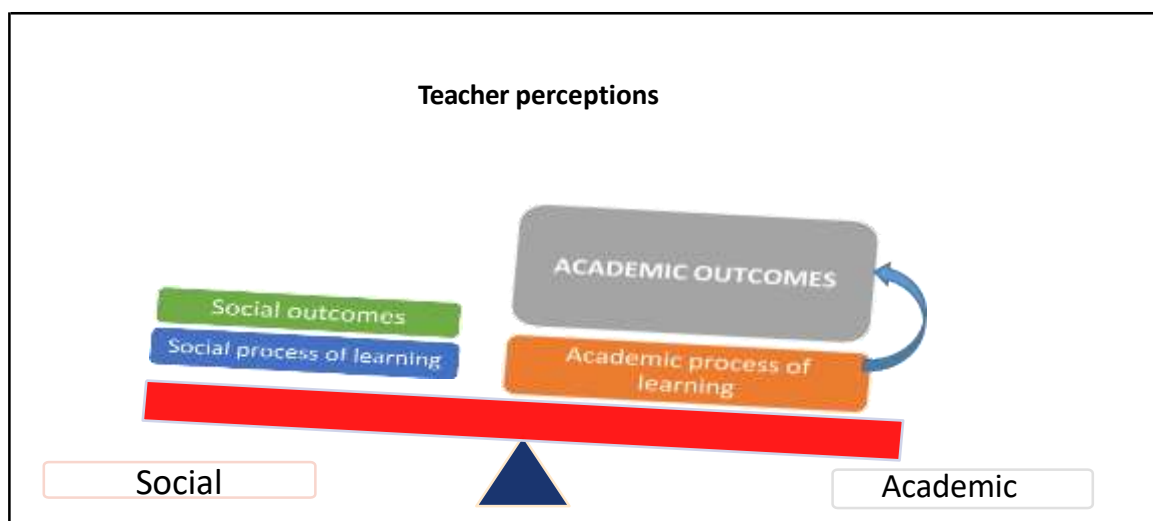 Teacher perceptions
ACADEMIC OUTCOMES
Social outcomes
Social process of learning
Academic process of
learning
Social
Academic